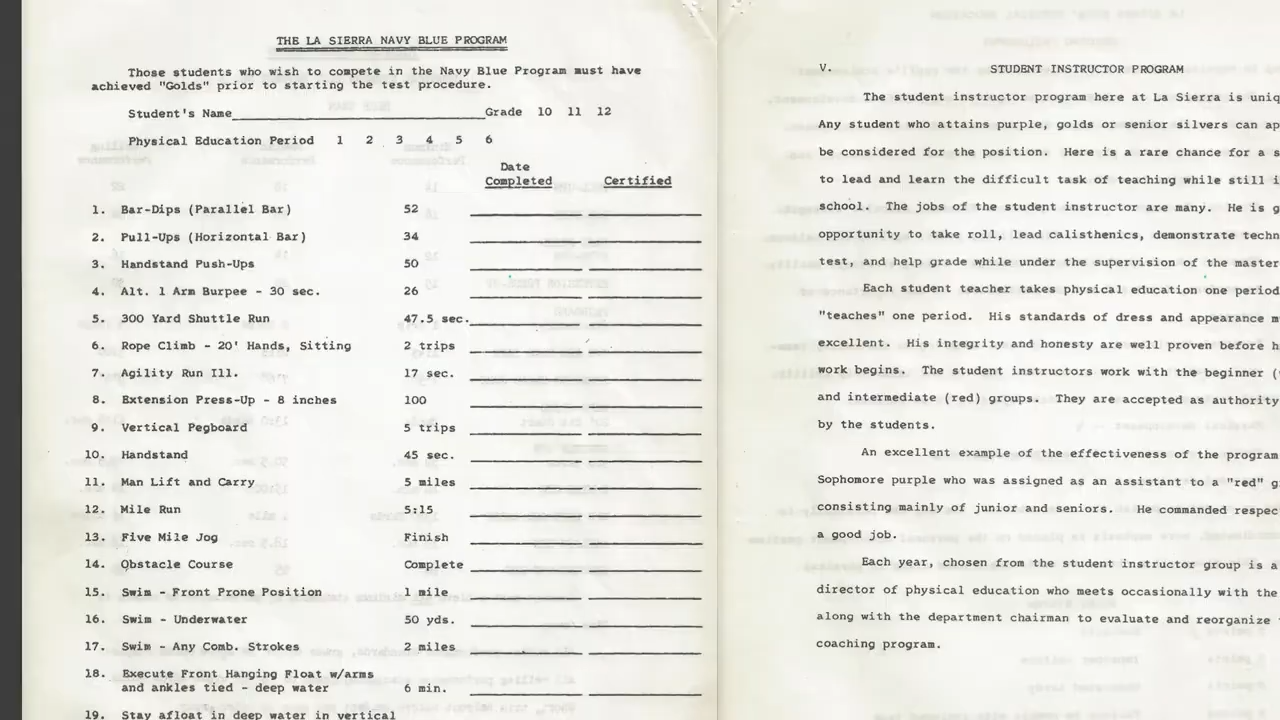 THE LA SIERRA NAVY BLUE PROGRAM
Those students who wish to compete in the Navy Blue Program must have
achieved "Golds" prior to starting the test procedure.
Student's Name Grade 10 11 12
Physical Education Period 1 2 3 4 5 6
Date
Completed Certified
1. Bar-Dips (Parallel Bar) 52
2. Pull-Ups (Horizontal Bar) 34
3. Handstand Push-Ups 50
4. Alt. 1 Arm Burpee - 30 sec. 26
5. 300 Yard Shuttle Run 47.5 sec.
6. Rope Climb - 20' Hands, Sitting 2 trips
7. Agility Run Ill. 17 sec.
8. Extension Press-Up - 8 inches 100
9. Vertical Pegboard 5 trips
10. Handstand 45 sec.
11. Man Lift and Carry 5 miles
12. Mile Run 5:15
13. Five Mile Jog Finish
14. Obstacle Course Complete
15. Swim - Front Prone Position 1 mile
16. Swim - Underwater 50 yds.
17. Swim - Any Comb. Strokes 2 miles
18. Execute Front Hanging Float w/arms
and ankles tied - deep water 6 min.
19. Stay afloat in deep water in vertical
V. STUDENT INSTRUCTOR PROGRAM
The student instructor program here at La Sierra is uniq
Any student who attains purple, golds or senior silvers can ap
be considered for the position. Here is a rare chance for a s
to lead and learn the difficult task of teaching while still i
school. The jobs of the student instructor are many. He is g
opportunity to take roll, lead calisthenics, demonstrate techn
test, and help grade while under the supervision of the master
Each student teacher takes physical education one period
"teaches" one period. His standards of dress and appearance m
excellent. His integrity and honesty are well proven before h
work begins. The student instructors work with the beginner (
and intermediate (red) groups. They are accepted as authority
by the students.
An excellent example of the effectiveness of the program
Sophomore purple who was assigned as an assistant to a "red" g
consisting mainly of junior and seniors. He commanded respec
a good job.
Each year, chosen from the student instructor group is a
director of physical education who meets occasionally with the
along with the department chairman to evaluate and reorganize
coaching program.